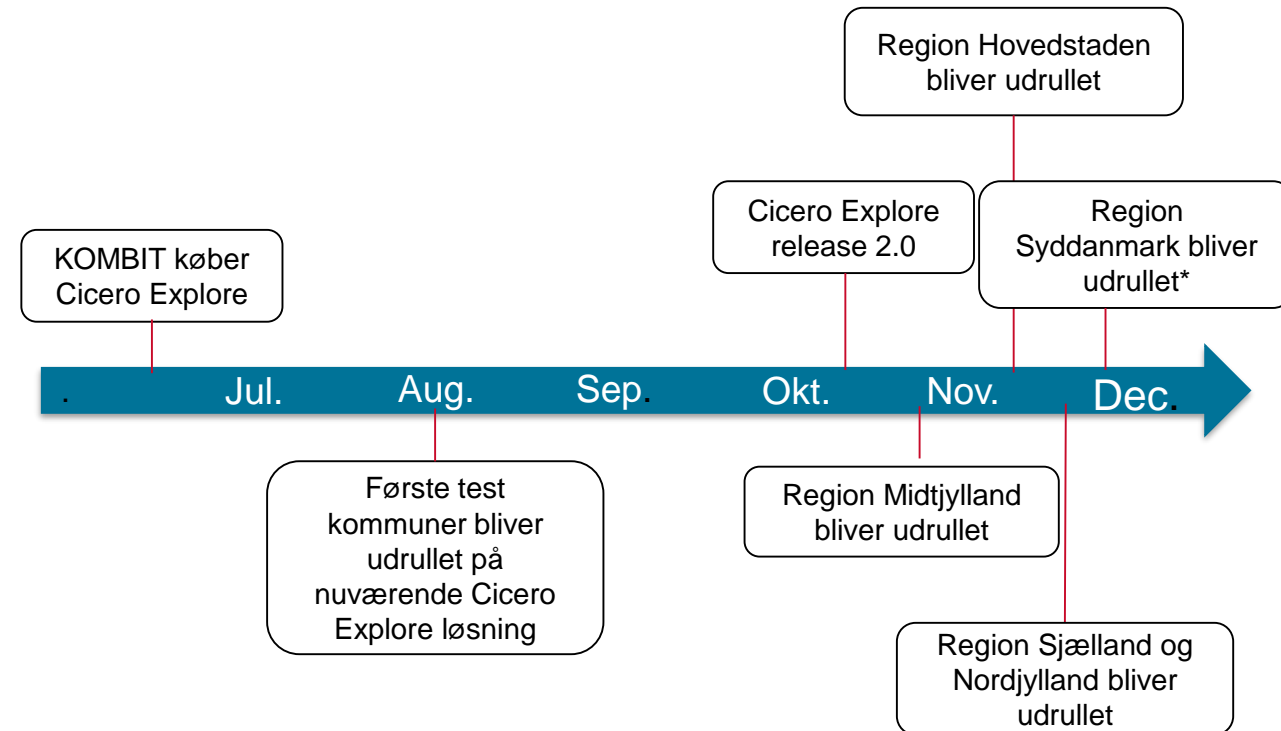 Region Hovedstaden
bliver udrullet
Cicero Explore
release 2.0
Region
Syddanmark bliver
udrullet*
KOMBIT køber
Cicero Explore
. Jul. Aug. Sep. Okt. Nov. Dec.
Første test
kommuner bliver
udrullet på
nuværende Cicero
Explore løsning
Region Midtjylland
bliver udrullet
Region Sjælland og
Nordjylland bliver
udrullet